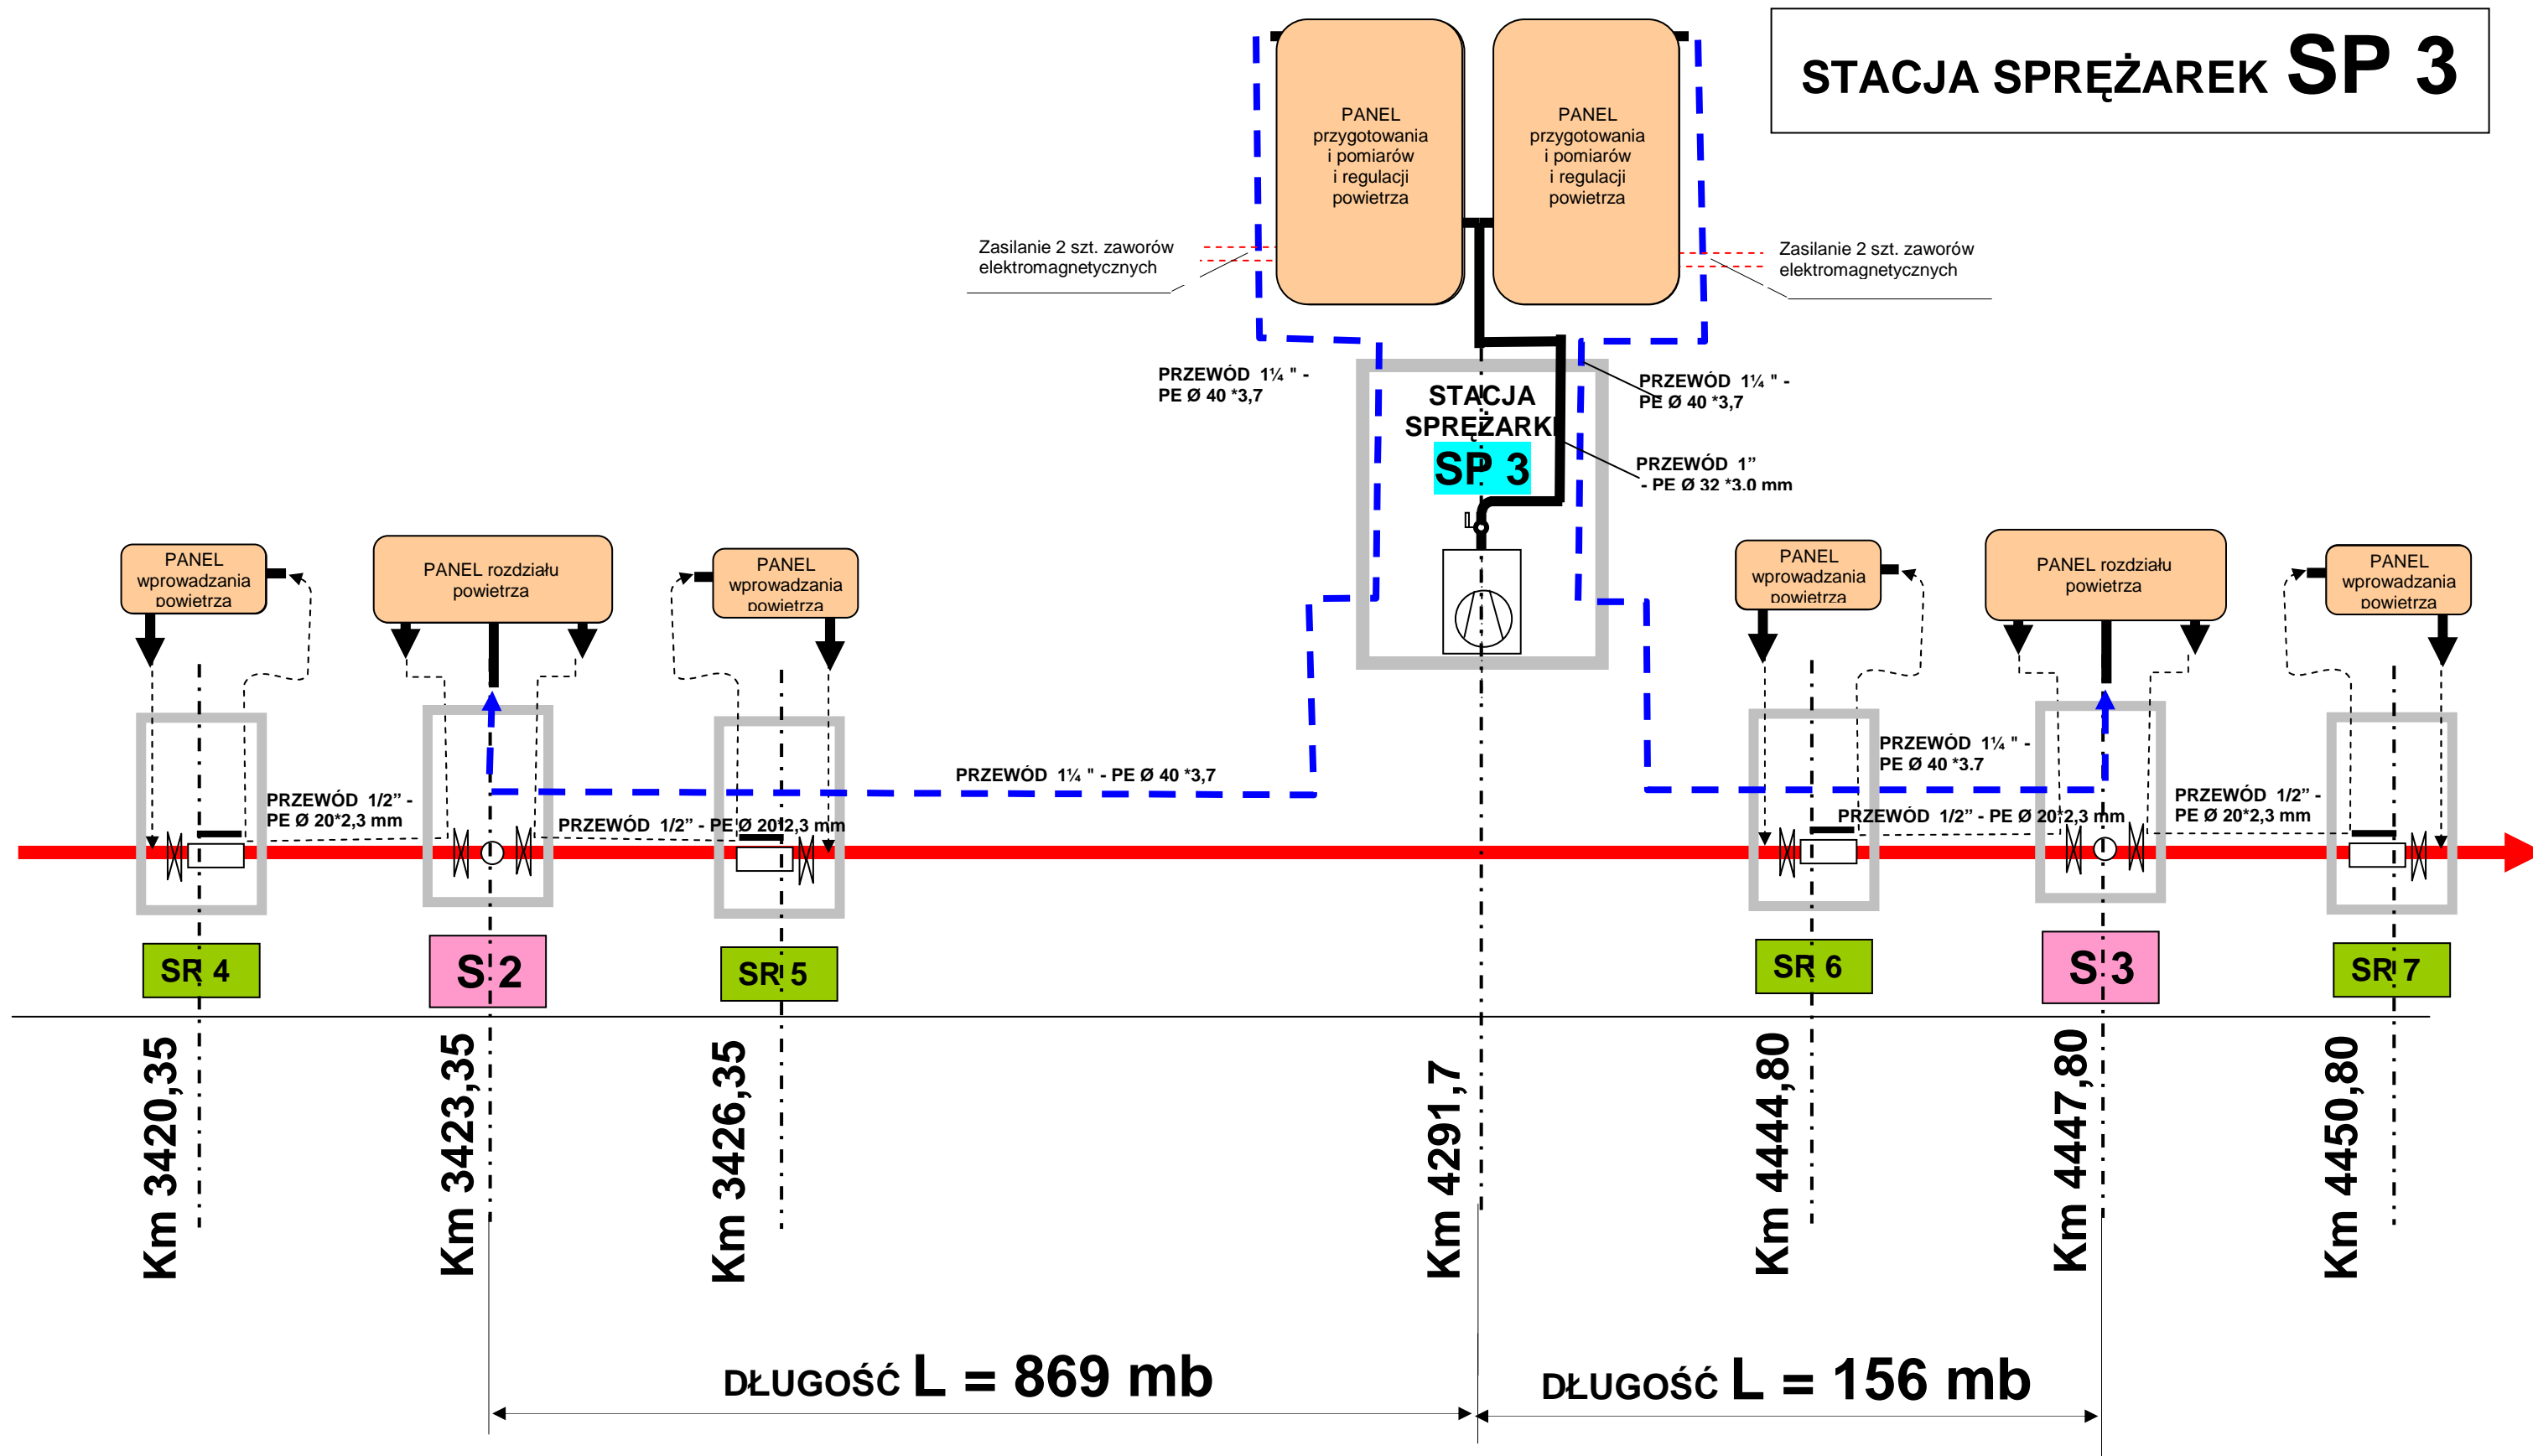 STACJA SPRĘŻAREK SP 3
PANEL
przygotowania
i pomiarów
i regulacji
powietrza
PANEL
przygotowania
i pomiarów
i regulacji
powietrza
Zasilanie 2 szt. zaworów
elektromagnetycznych
Zasilanie 2 szt. zaworów
elektromagnetycznych
PRZEWÓD 1¼ " -
PE Ø 40 *3,7
STACJA
SPRĘŻARKI
SP 3
PRZEWÓD 1¼ " -
PE Ø 40 *3,7
PRZEWÓD 1”
- PE Ø 32 *3,0 mm
PANEL
wprowadzania
powietrza
PANEL rozdziału
powietrza
PANEL
wprowadzania
powietrza
PANEL
wprowadzania
powietrza
PANEL rozdziału
powietrza
PANEL
wprowadzania
powietrza
PRZEWÓD 1/2” -
PE Ø 20*2,3 mm
PRZEWÓD 1/2” - PE Ø 20*2,3 mm
PRZEWÓD 1¼ " - PE Ø 40 *3,7
PRZEWÓD 1¼ " -
PE Ø 40 *3.7
PRZEWÓD 1/2” - PE Ø 20*2,3 mm
PRZEWÓD 1/2” -
PE Ø 20*2,3 mm
SR 4
S 2
SR 5
SR 6
S 3
SR 7
Km 3420,35
Km 3423,35
Km 3426,35
Km 4291,7
Km 4444,80
Km 4447,80
Km 4450,80
DŁUGOŚĆ L = 869 mb
DŁUGOŚĆ L = 156 mb